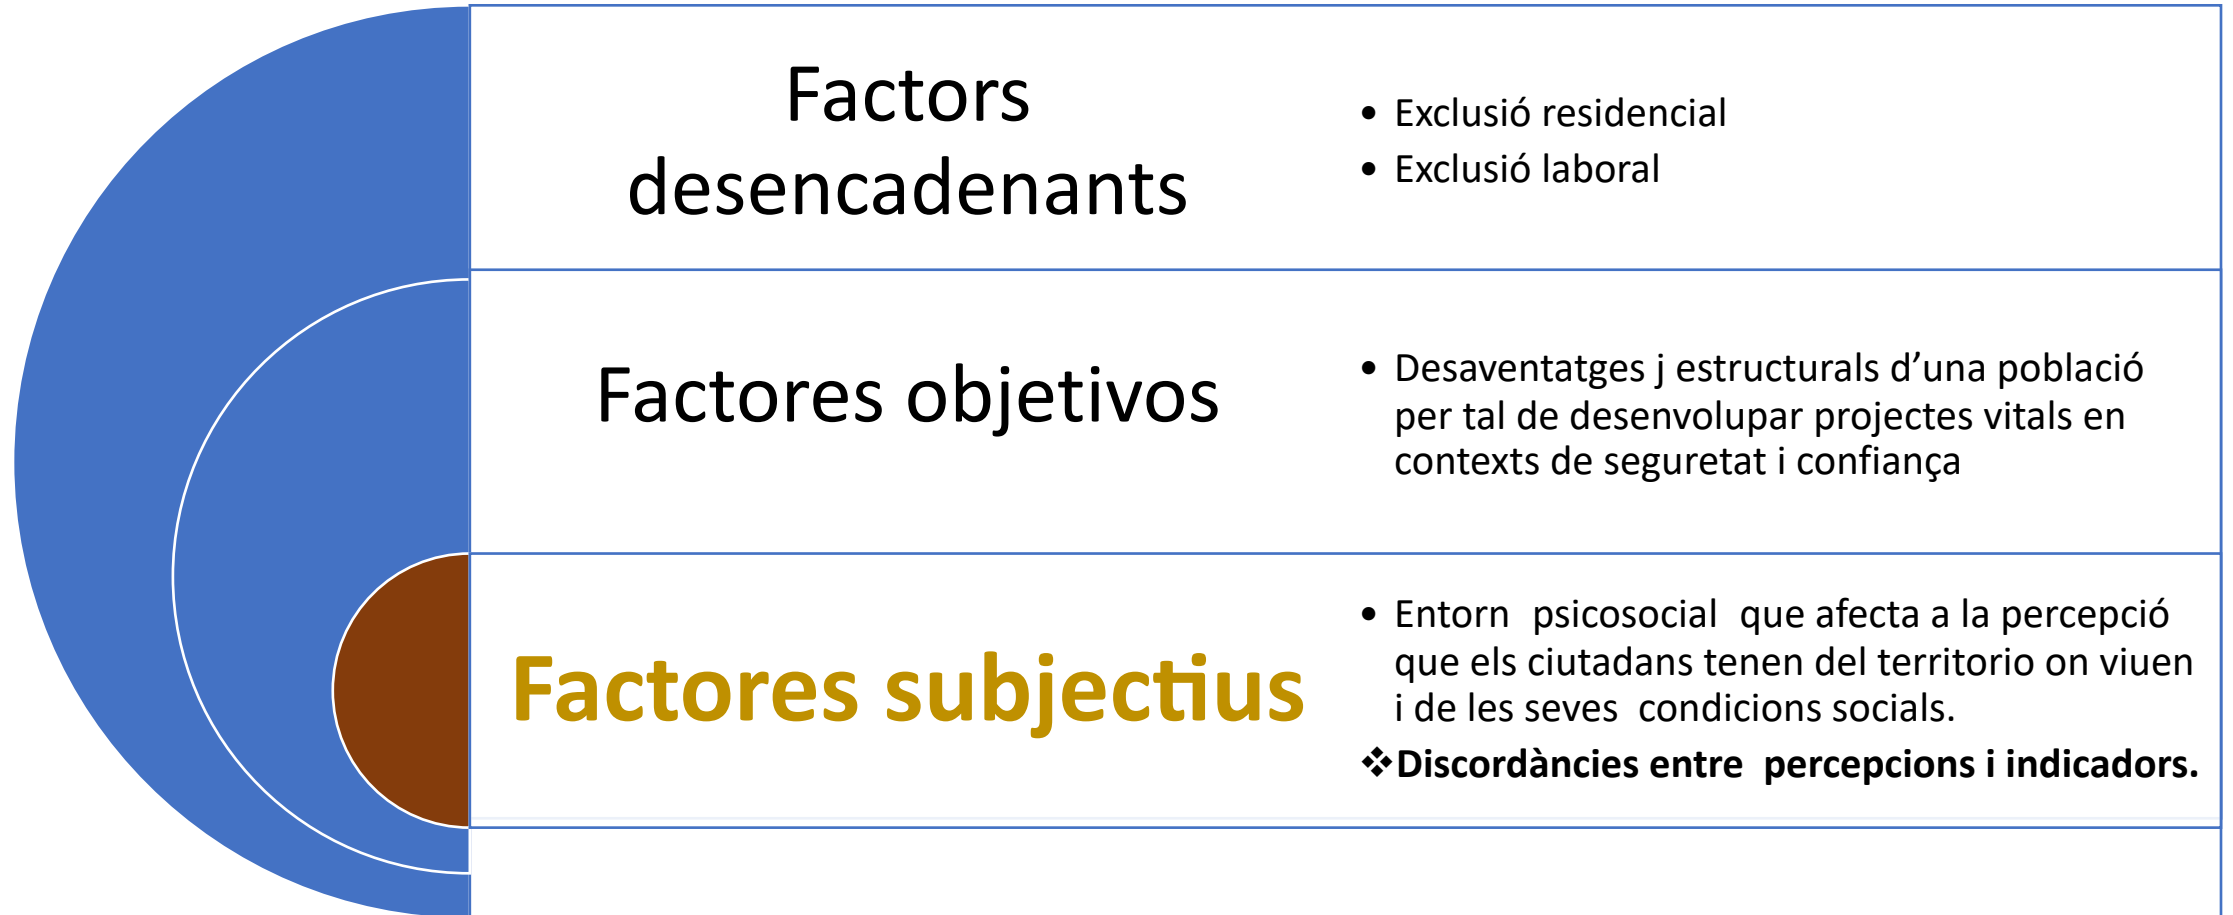 Factors
desencadenants
• Exclusió residencial
• Exclusió laboral
Factores objetivos
• Desaventatges j estructurals d’una població
per tal de desenvolupar projectes vitals en
contexts de seguretat i confiança
Factores subjectius
• Entorn psicosocial que afecta a la percepció
que els ciutadans tenen del territorio on viuen
i de les seves condicions socials.
❖Discordàncies entre percepcions i indicadors.